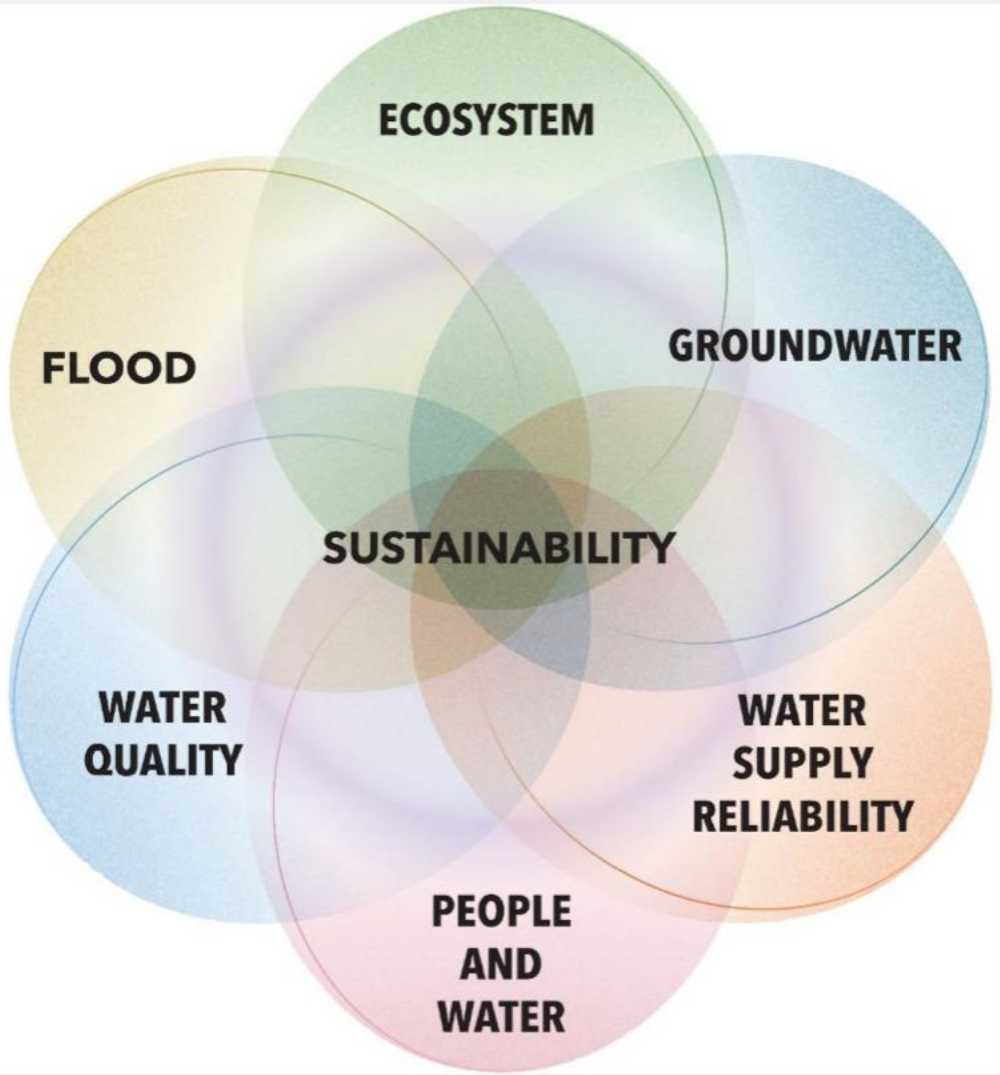 ECOSYSTEM
GROUNDWATER
FLOOD
SUSTAINABILITY
WATER
QUALITY
WATER
SUPPLY
RELIABILITY
PEOPLE
AND
WATER